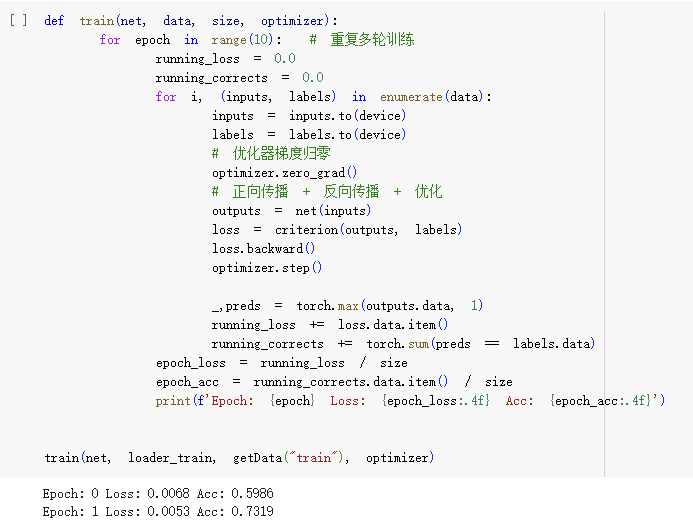 [ ] def train(net, data, size, optimizer):
for epoch in range(10): # 重复多轮训练
running_loss = 0.0
running_corrects = 0.0
for i, (inputs, labels) in enumerate(data):
inputs = inputs.to(device)
labels = labels.to(device)
# 优化器梯度归零
optimizer.zero_grad()
# 正向传播 + 反向传播 + 优化
outputs = net(inputs)
loss = criterion(outputs, labels)
loss.backward()
optimizer.step()
_,preds = torch.max(outputs.data, 1)
running_loss += loss.data.item()
running_corrects += torch.sum(preds == labels.data)
epoch_loss = running_loss / size
epoch_acc = running_corrects.data.item() / size
print(f'Epoch: {epoch} Loss: {epoch_loss:.4f} Acc: {epoch_acc:.4f}')
train(net, loader_train, getData("train"), optimizer)
Epoch: 0 Loss: 0.0068 Acc: 0.5986
Epoch: 1 Loss: 0.0053 Acc: 0.7319